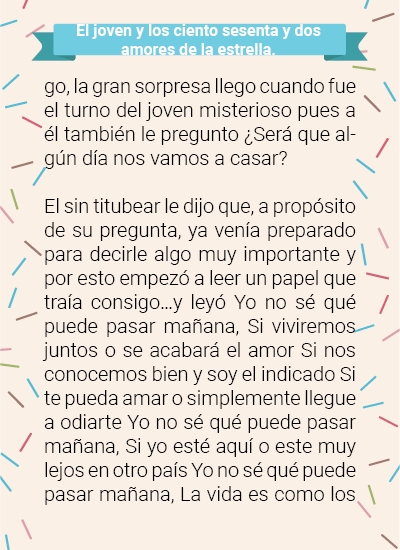 El joven y los ciento sesenta y dos
amores de la estrella.
go, la gran sorpresa llego cuando fue
el turno del joven misterioso pues a
él también le pregunto ¿Será que al-
gún día nos vamos a casar?
El sin titubear le dijo que, a propósito
de su pregunta, ya venía preparado
para decirle algo muy importante y
por esto empezó a leer un papel que
traía consigo...y leyó Yo no sé qué
puede pasar mañana, Si viviremos
juntos o se acabará el amor Si nos
conocemos bien y soy el indicado Si
te pueda amar o simplemente llegue
a odiarte Yo no sé qué puede pasar
mañana, Si yo esté aquí o este muy
lejos en otro país Yo no sé qué puede
pasar mañana, La vida es como los